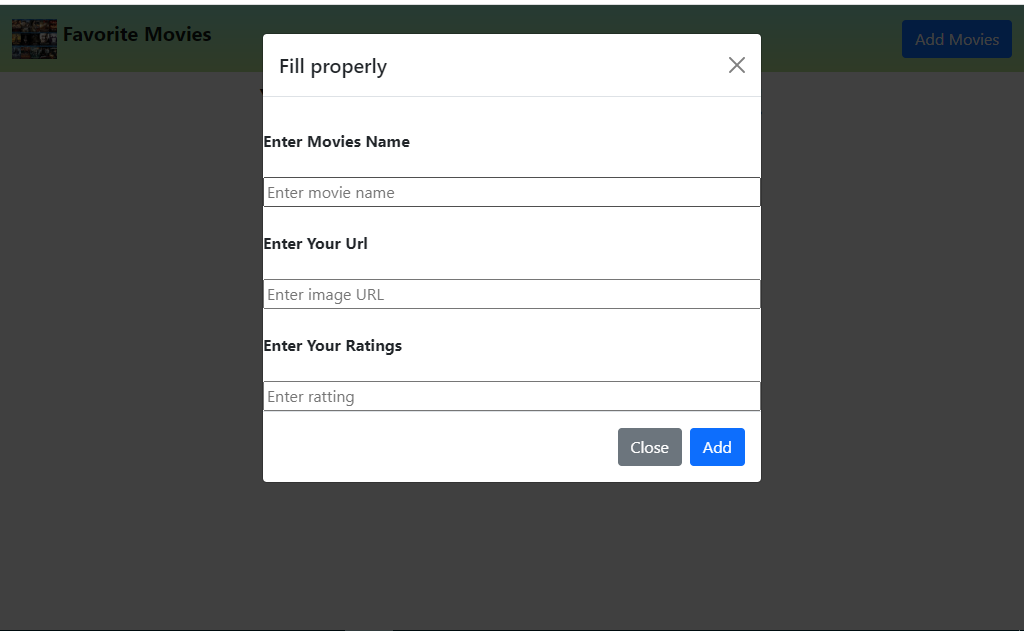 Favorite Movies
Add Movies
Fill properly
Enter Movies Name
Enter movie name
Enter Your Url
Enter image URL
Enter Your Ratings
Enter ratting
Close
Add